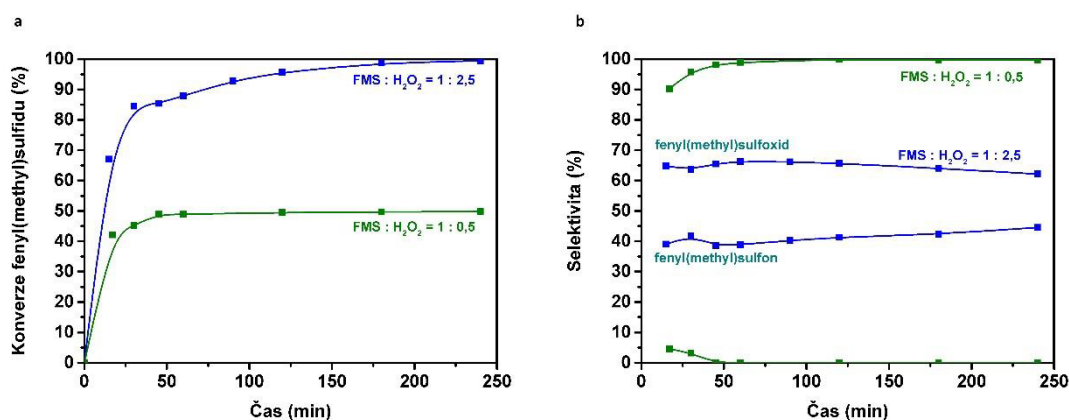 a
Konverze fenyl(methyl)sulfidu (%)
100
90
80
70
60
50
40
30
20
10
0
FMS : H₂O₂ = 1 : 2,5
FMS : H₂O₂ = 1 : 0,5
0 50 100 150 200 250
Čas (min)
b
Selektivita (%)
100
90
80
70
60
50
40
30
20
10
0
FMS : H₂O₂ = 1 : 0,5
fenyl(methyl)sulfoxid
FMS : H₂O₂ = 1 : 2,5
fenyl(methyl)sulfon
0 50 100 150 200 250
Čas (min)